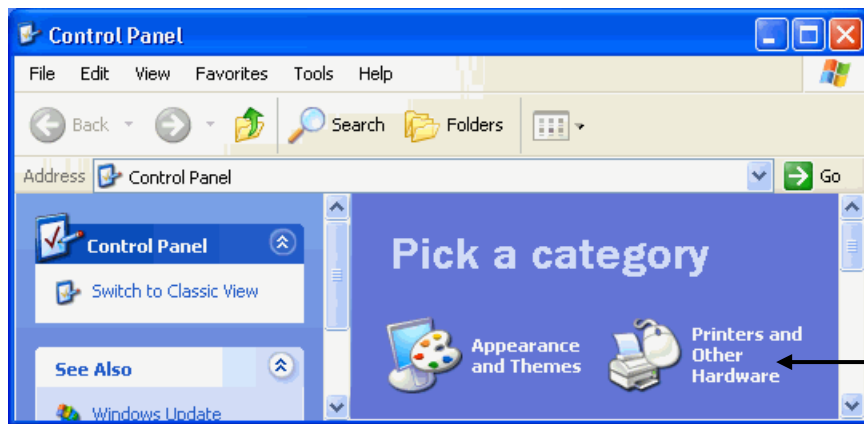 Control Panel
File Edit View Favorites Tools Help
Back Search Folders
Address Control Panel Go
Control Panel
Switch to Classic View
See Also
Windows Update
Pick a category
Appearance
and Themes
Printers and
Other
Hardware